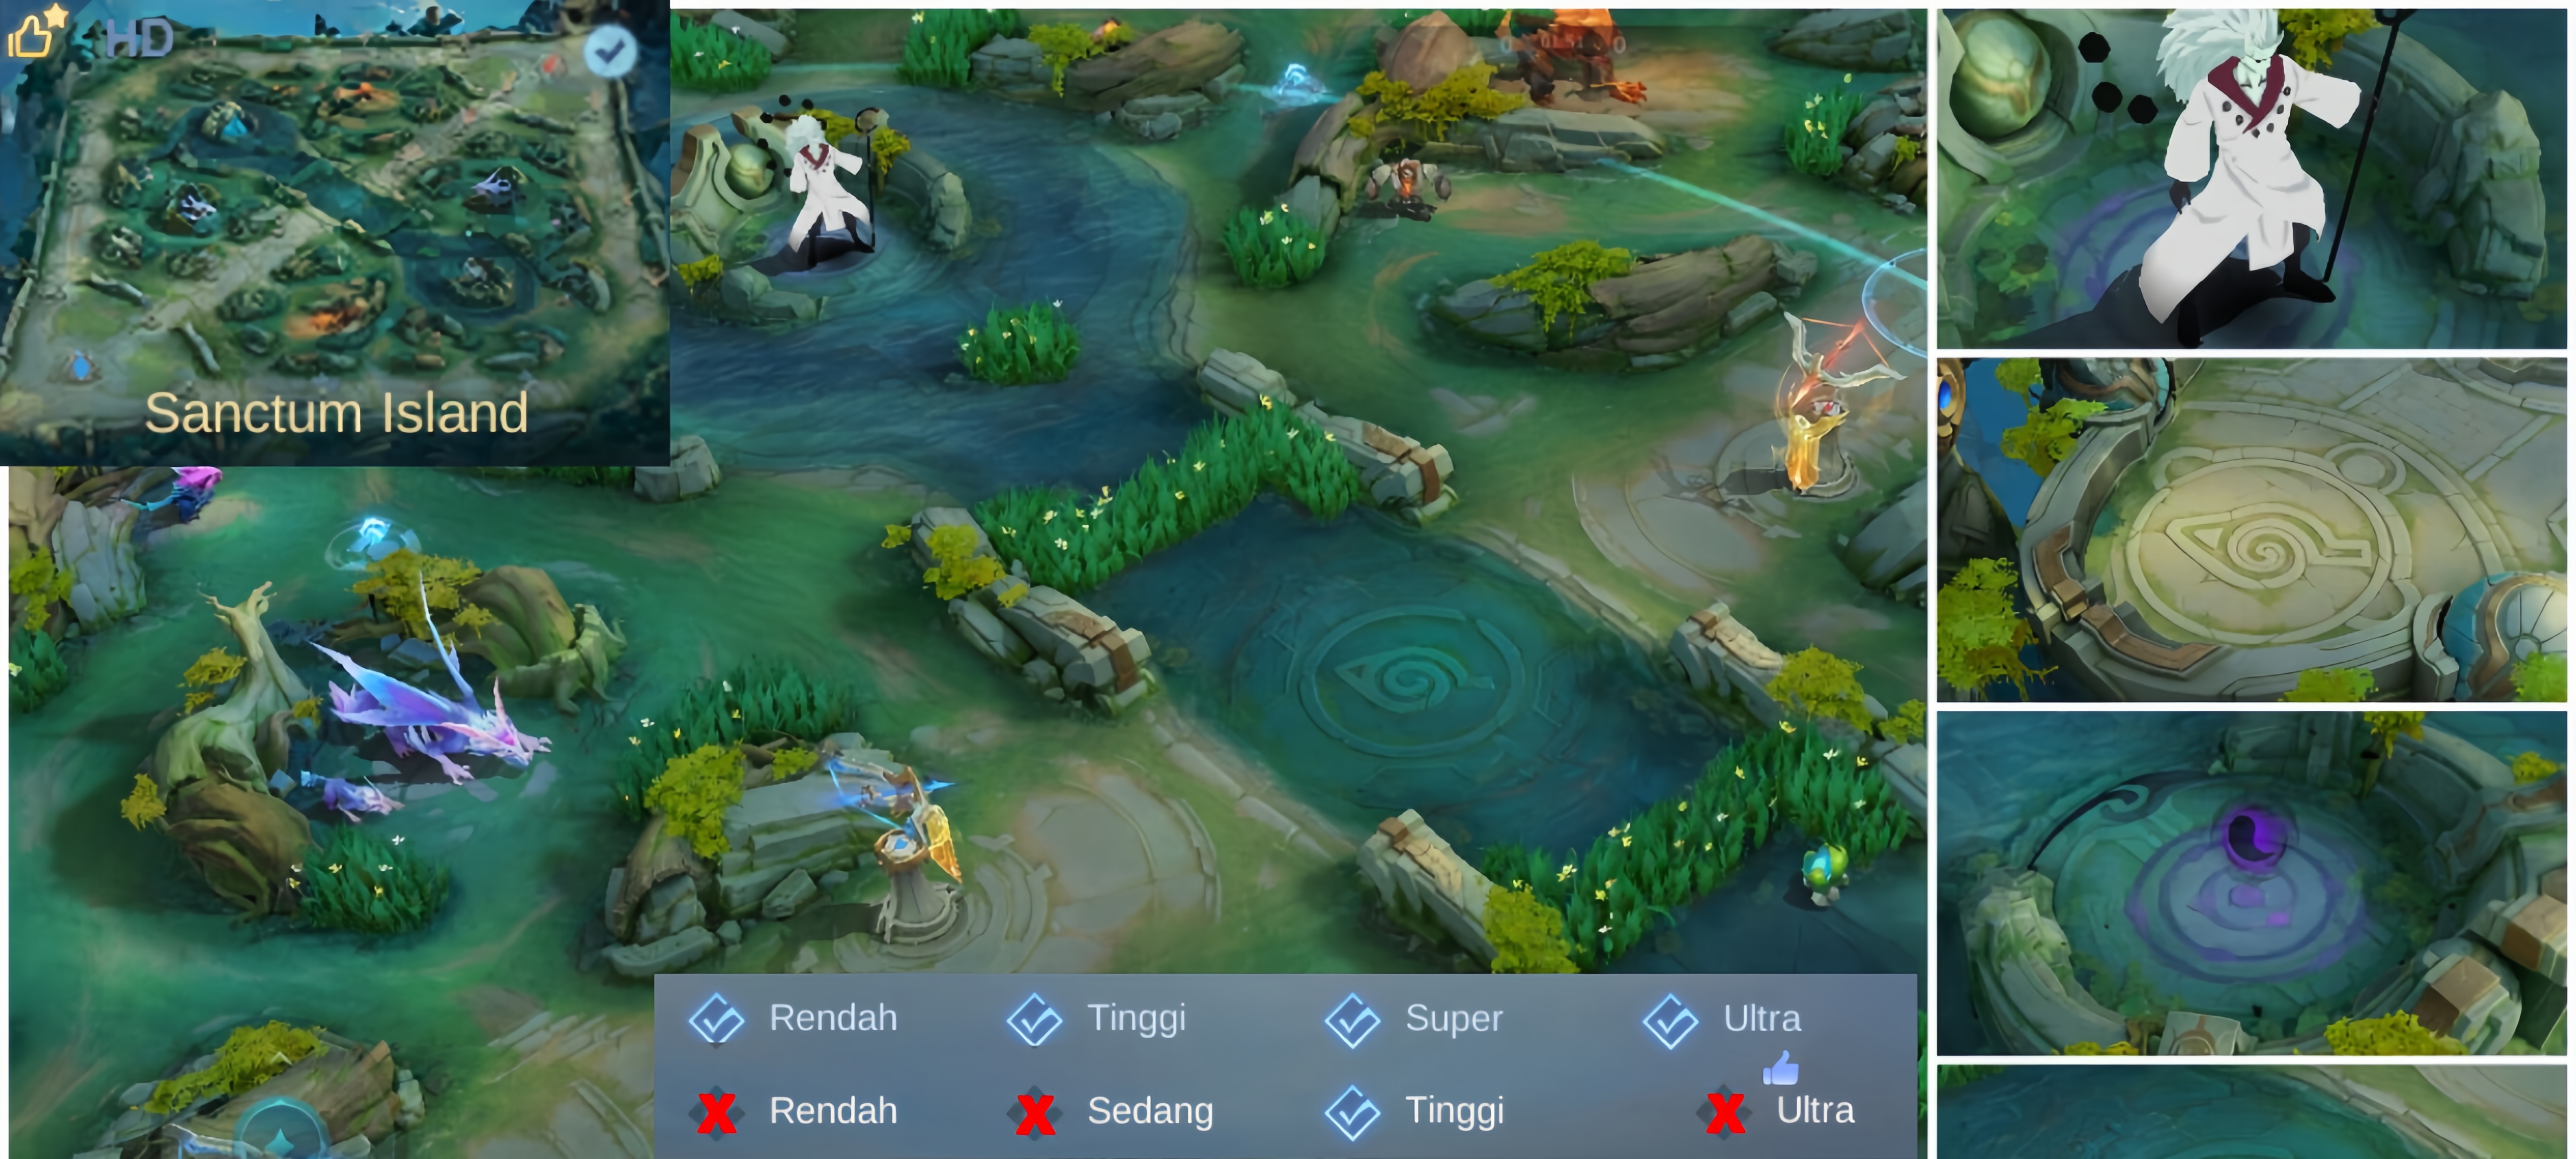 HD
Sanctum Island
Rendah Tinggi Super Ultra
Rendah Sedang Tinggi Ultra